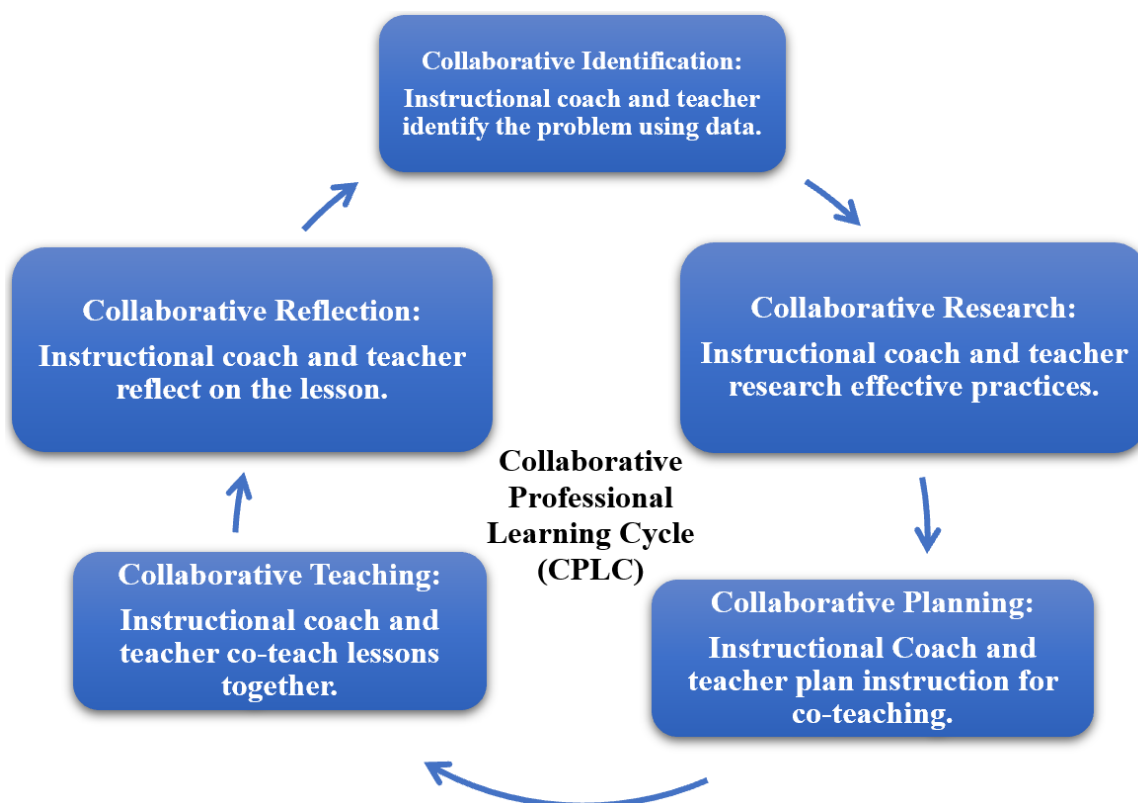 Collaborative Identification:
Instructional coach and teacher
identify the problem using data.
Collaborative Reflection:
Instructional coach and teacher
reflect on the lesson.
Collaborative Research:
Instructional coach and teacher
research effective practices.
Collaborative
Professional
Learning Cycle
(CPLC)
Collaborative Teaching:
Instructional coach and
teacher co-teach lessons
together.
Collaborative Planning:
Instructional Coach and
teacher plan instruction for
co-teaching.